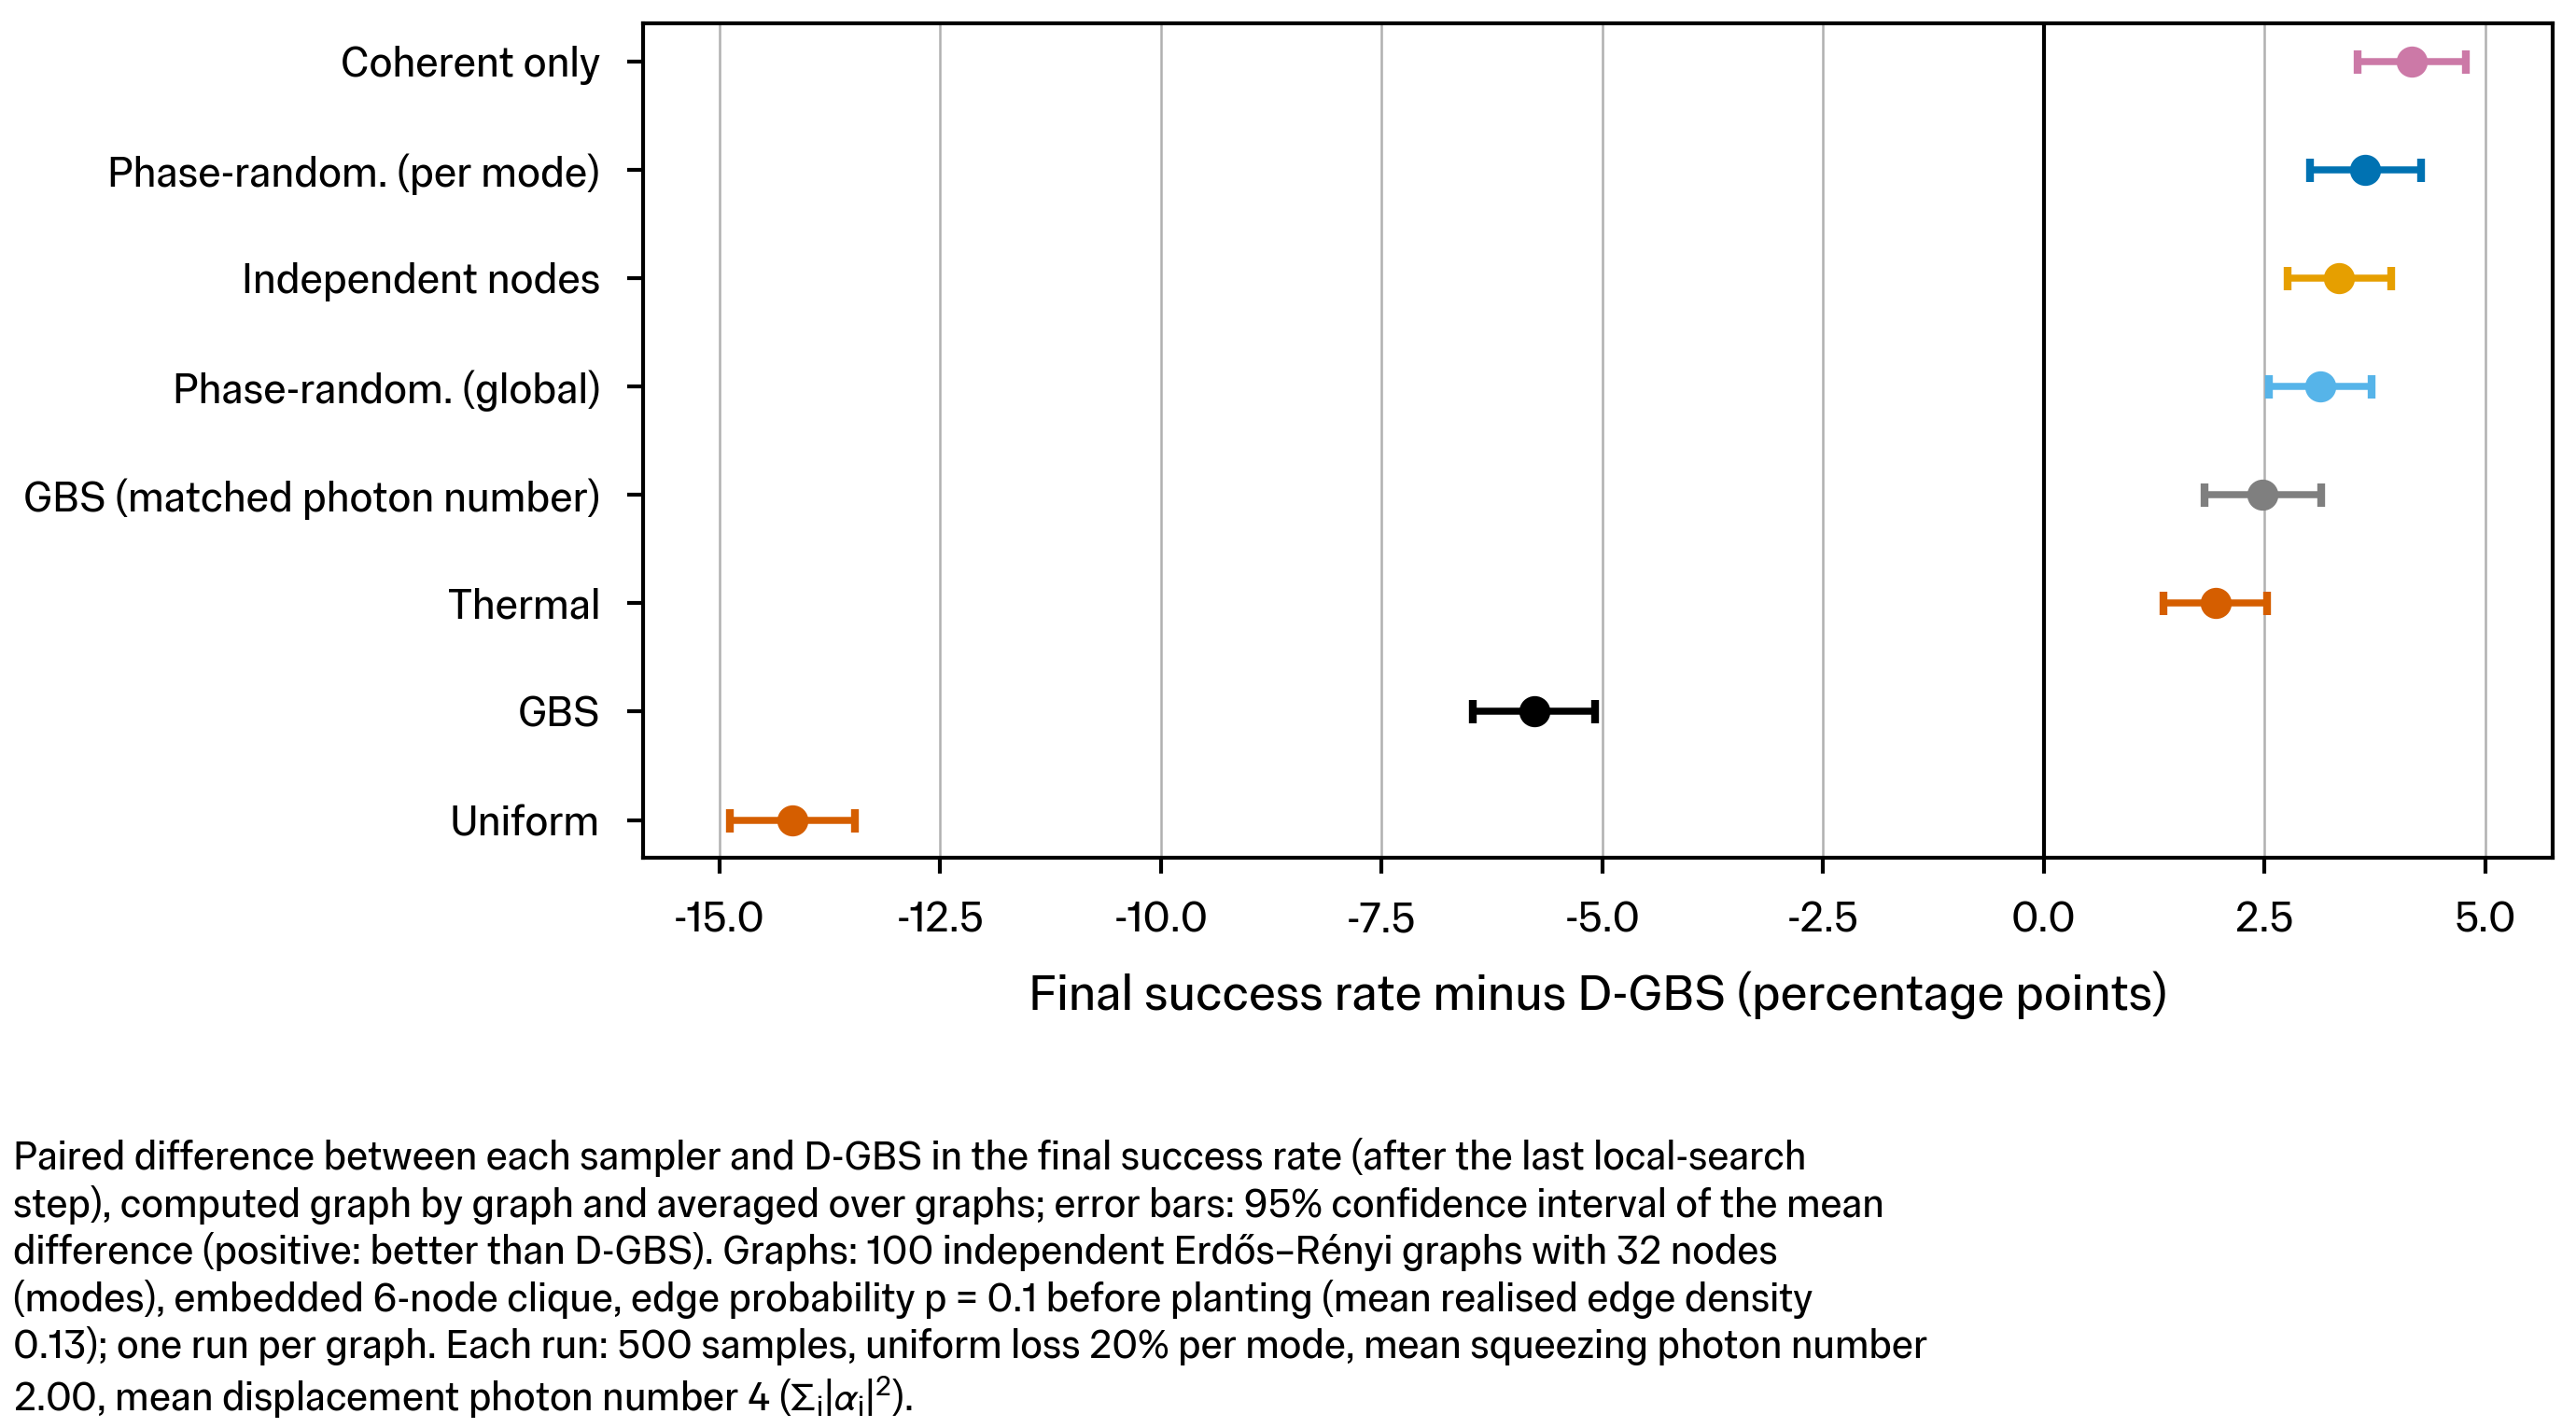 Coherent only
Phase-random. (per mode)
Independent nodes
Phase-random. (global)
GBS (matched photon number)
Thermal
GBS
Uniform
-15.0 -12.5 -10.0 -7.5 -5.0 -2.5 0.0 2.5 5.0
Final success rate minus D-GBS (percentage points)
Paired difference between each sampler and D-GBS in the final success rate (after the last local-search
step), computed graph by graph and averaged over graphs; error bars: 95% confidence interval of the mean
difference (positive: better than D-GBS). Graphs: 100 independent Erdős–Rényi graphs with 32 nodes
(modes), embedded 6-node clique, edge probability p = 0.1 before planting (mean realised edge density
0.13); one run per graph. Each run: 500 samples, uniform loss 20% per mode, mean squeezing photon number
2.00, mean displacement photon number 4 (Σᵢ|αᵢ|²).